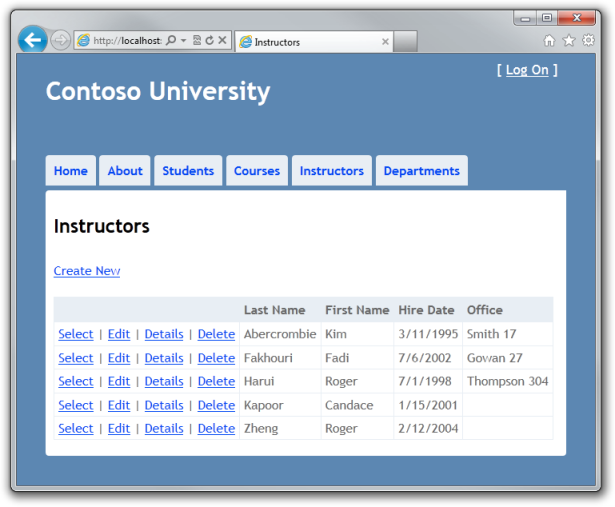 http://localhost:
Instructors
[ Log On ]
Contoso University
Home About Students Courses Instructors Departments
Instructors
Create New
Last Name First Name Hire Date Office
Select | Edit | Details | Delete Abercrombie Kim 3/11/1995 Smith 17
Select | Edit | Details | Delete Fakhouri Fadi 7/6/2002 Gowan 27
Select | Edit | Details | Delete Harui Roger 7/1/1998 Thompson 304
Select | Edit | Details | Delete Kapoor Candace 1/15/2001
Select | Edit | Details | Delete Zheng Roger 2/12/2004